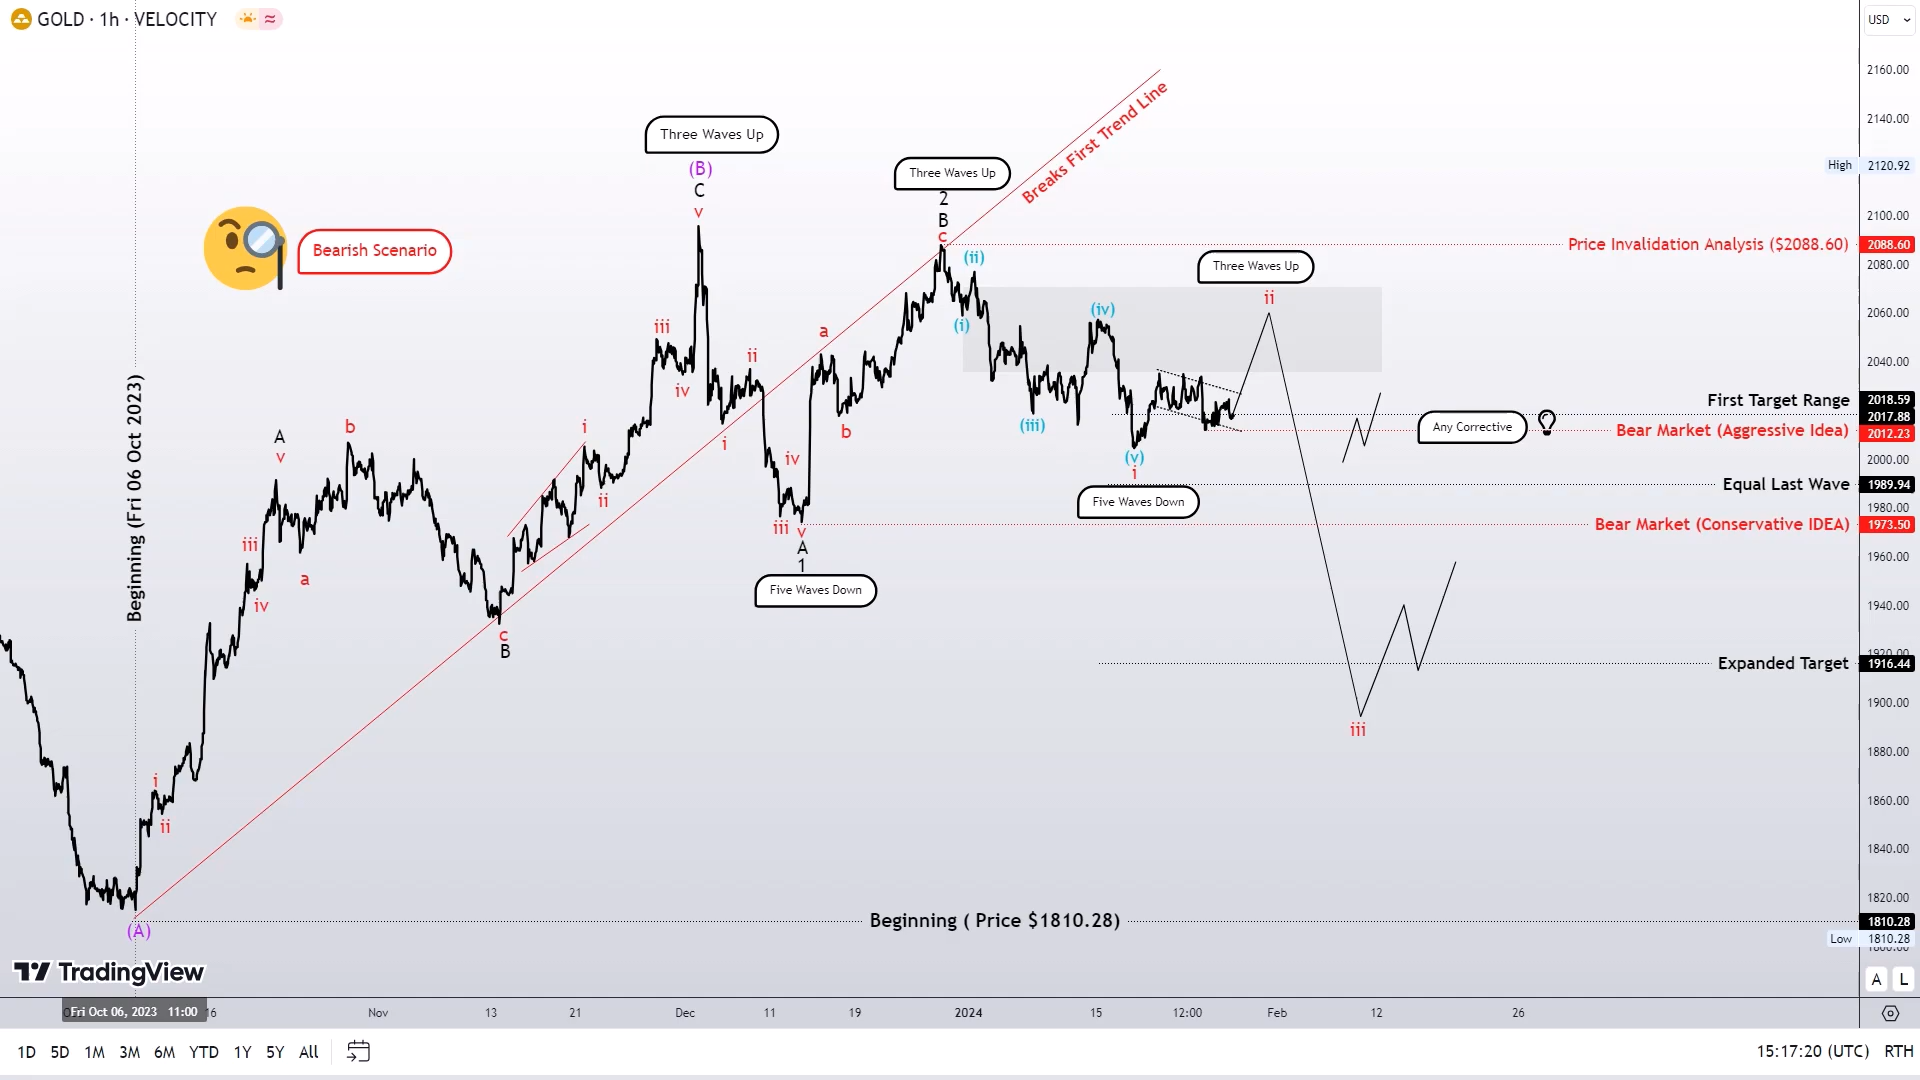 GOLD · 1h · VELOCITY
USD
2160.00
2140.00
High 2120.92
2100.00
Three Waves Up
(B)
C
v
Three Waves Up
2
B
c
Breaks First Trend Line
Bearish Scenario
Price Invalidation Analysis ($2088.60) 2088.60
2080.00
(ii)
Three Waves Up
ii
2060.00
(i)
(iv)
iii
a
ii
2040.00
iv
First Target Range 2018.59
2017.88
Any Corrective
Bear Market (Aggressive Idea) 2012.23
(iii)
b
A
v
i
i
b
iv
2000.00
(v)
i
Five Waves Down
Equal Last Wave 1989.94
ii
1980.00
iii
v
A
1
Five Waves Down
Bear Market (Conservative IDEA) 1973.50
iii
1960.00
a
iv
1940.00
Beginning (Fri 06 Oct 2023)
c
B
1920.00
Expanded Target 1916.44
1900.00
iii
1880.00
i
ii
1860.00
1840.00
1820.00
Beginning ( Price $1810.28) 1810.28
(A)
Low 1810.28
TradingView
A L
Fri Oct 06, 2023 11:00 16 Nov 13 21 Dec 11 19 2024 15 12:00 Feb 12 26
1D 5D 1M 3M 6M YTD 1Y 5Y All
15:17:20 (UTC) RTH